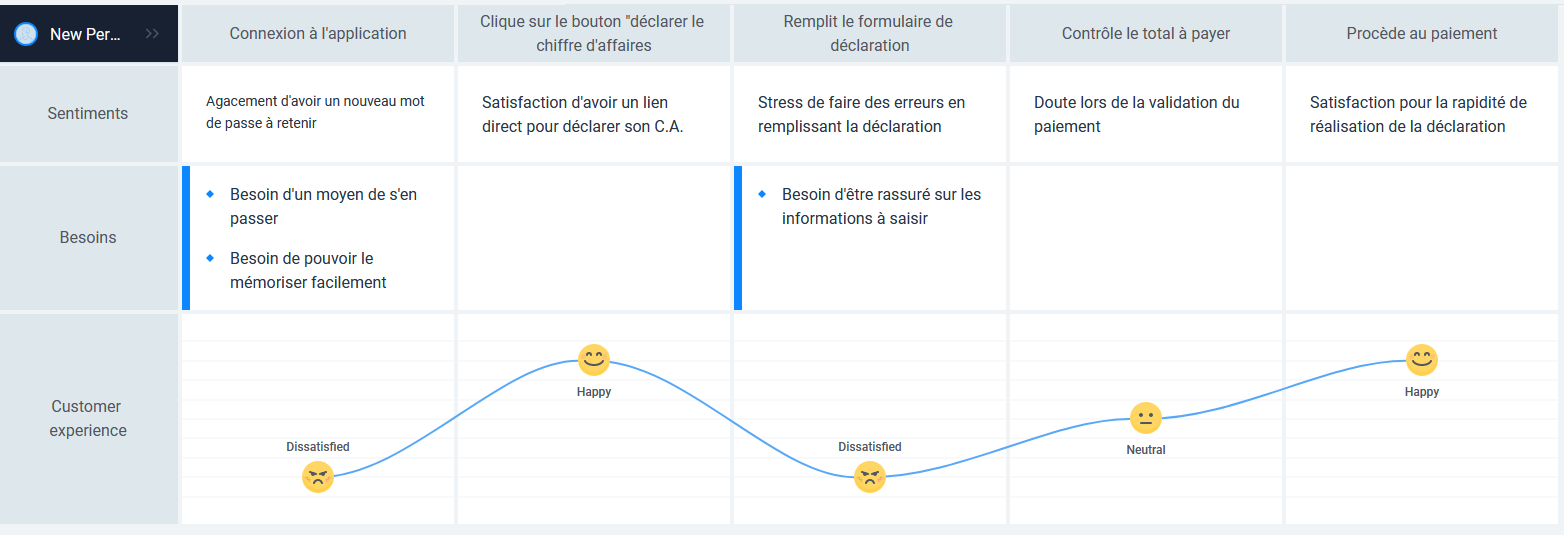 New Per...
Connexion à l'application
Clique sur le bouton "déclarer le
chiffre d'affaires
Remplit le formulaire de
déclaration
Contrôle le total à payer
Procède au paiement
Sentiments
Agacement d'avoir un nouveau mot
de passe à retenir
Satisfaction d'avoir un lien
direct pour déclarer son C.A.
Stress de faire des erreurs en
remplissant la déclaration
Doute lors de la validation du
paiement
Satisfaction pour la rapidité de
réalisation de la déclaration
Besoins
Besoin d'un moyen de s'en
passer
Besoin de pouvoir le
mémoriser facilement
Besoin d'être rassuré sur les
informations à saisir
Customer
experience
Dissatisfied
Happy
Dissatisfied
Neutral
Happy